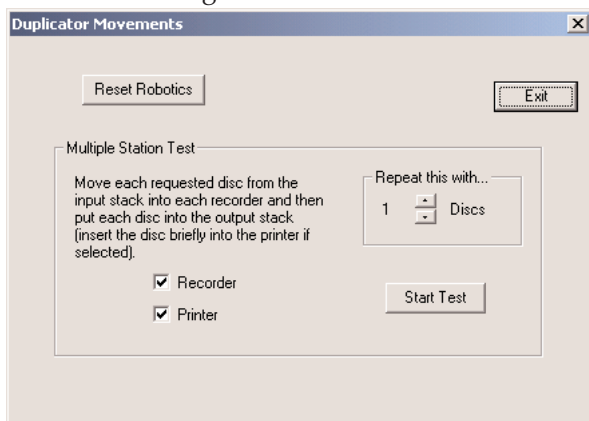 Duplicator Movements
Reset Robotics
Exit
Multiple Station Test
Move each requested disc from the
input stack into each recorder and then
put each disc into the output stack
(insert the disc briefly into the printer if
selected).
Repeat this with...
1 Discs
Recorder
Printer
Start Test